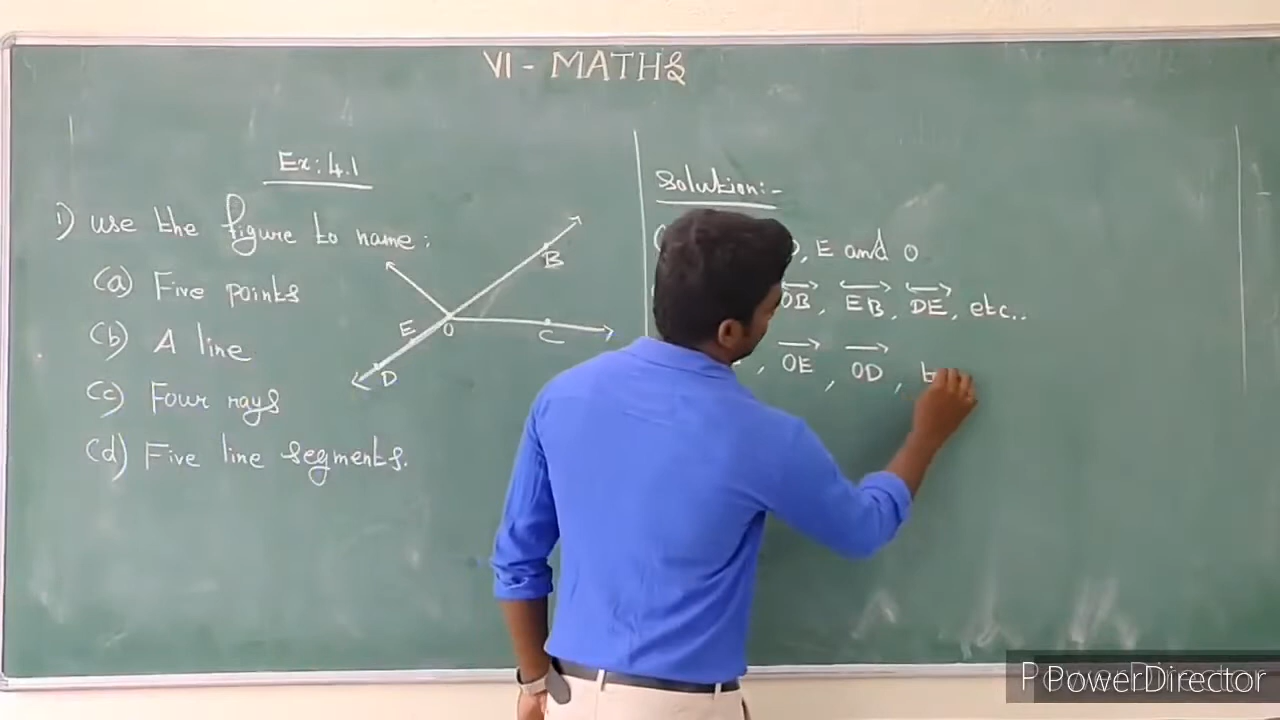 VI - MATHS
Ex: 4.1
1) use the figure to name:
(a) Five points
(b) A line
(c) Four rays
(d) Five line segments.
B
E
O
C
D
Solution:-
, E and O
OB, EB, DE, etc..
, OE, OD,
PowerDirector